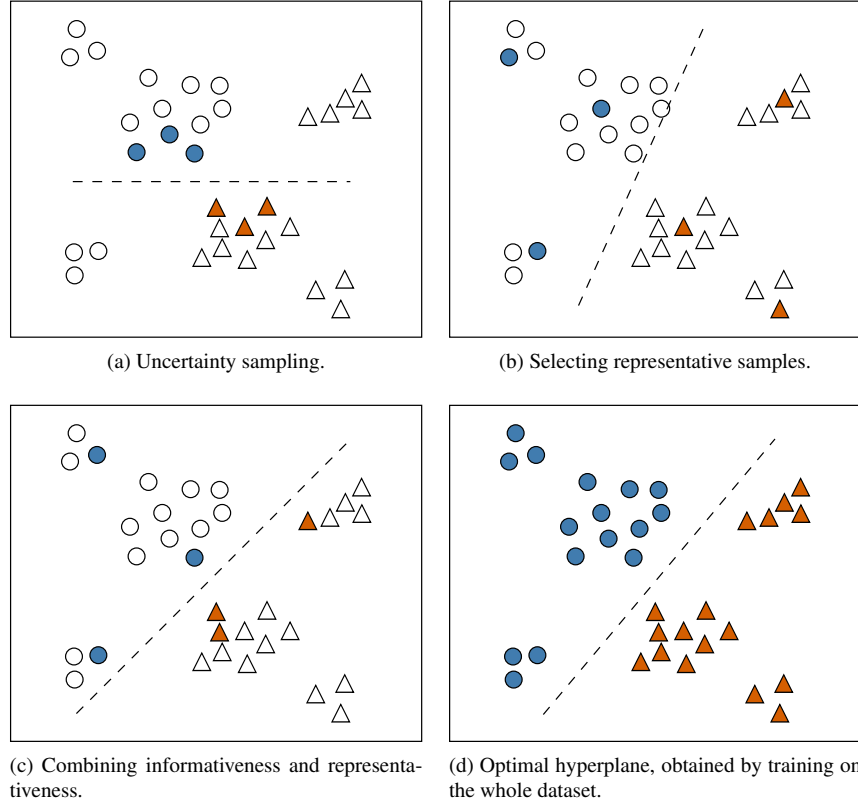 (a) Uncertainty sampling.
(b) Selecting representative samples.
(c) Combining informativeness and representa-
tiveness.
(d) Optimal hyperplane, obtained by training on
the whole dataset.